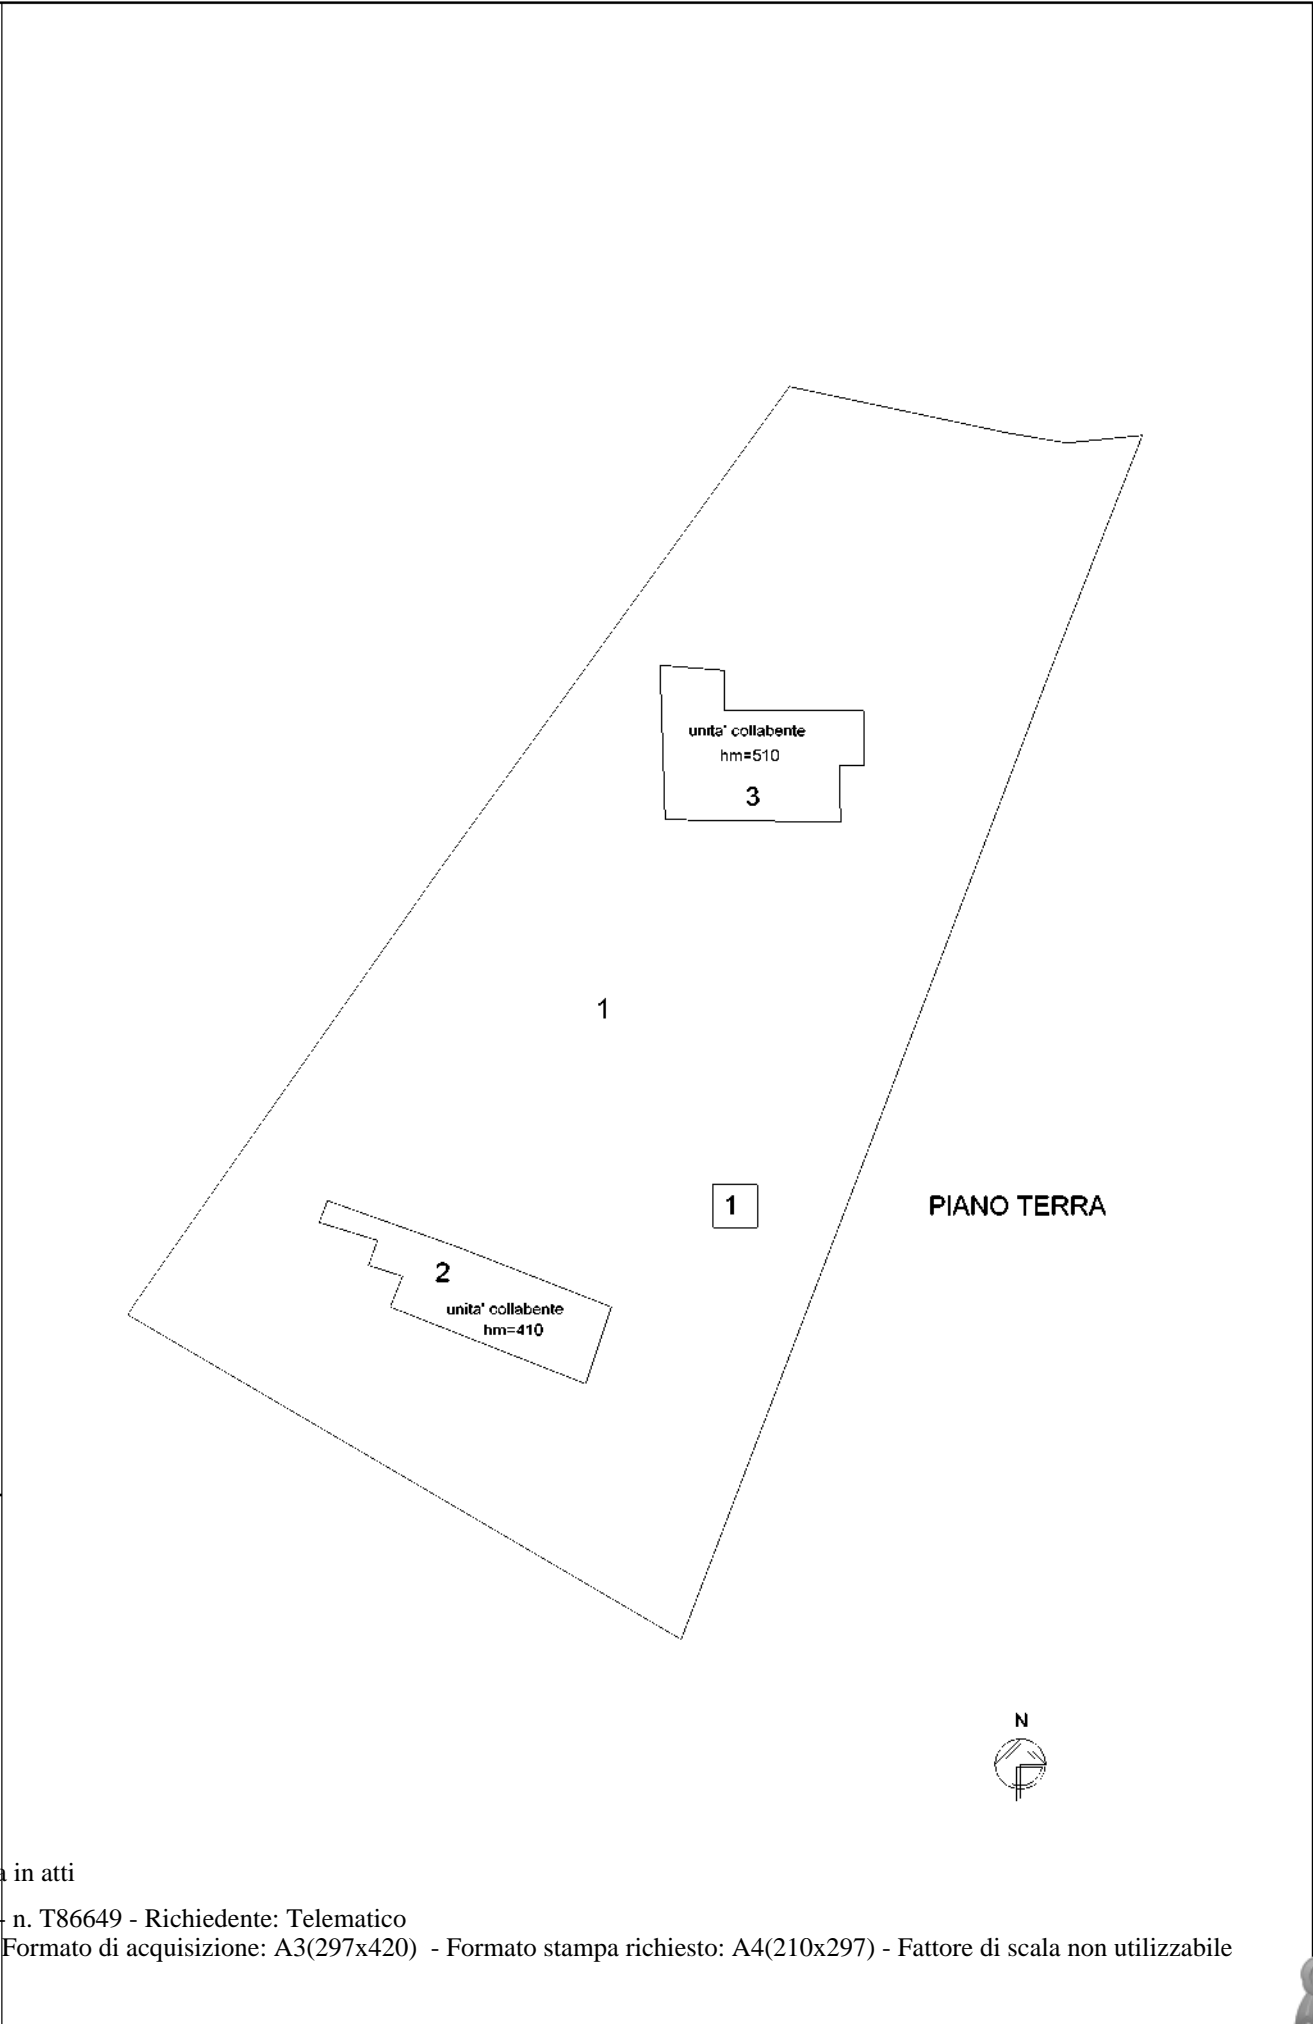 unita' collabente
hm=510
3
1
1
PIANO TERRA
2
unita' collabente
hm=410
N
in atti
n. T86649 - Richiedente: Telematico
Formato di acquisizione: A3(297x420) - Formato stampa richiesto: A4(210x297) - Fattore di scala non utilizzabile